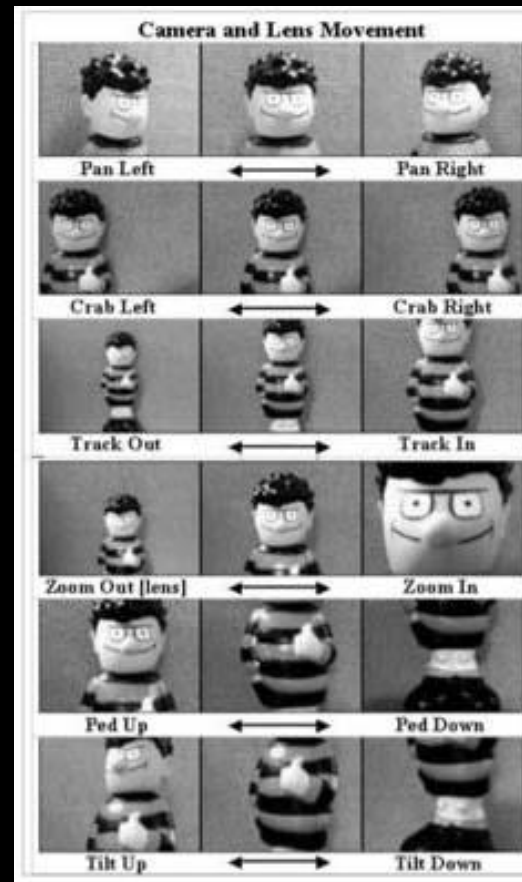 Camera and Lens Movement
Pan Left Pan Right
Crab Left Crab Right
Track Out Track In
Zoom Out [lens] Zoom In
Ped Up Ped Down
Tilt Up Tilt Down